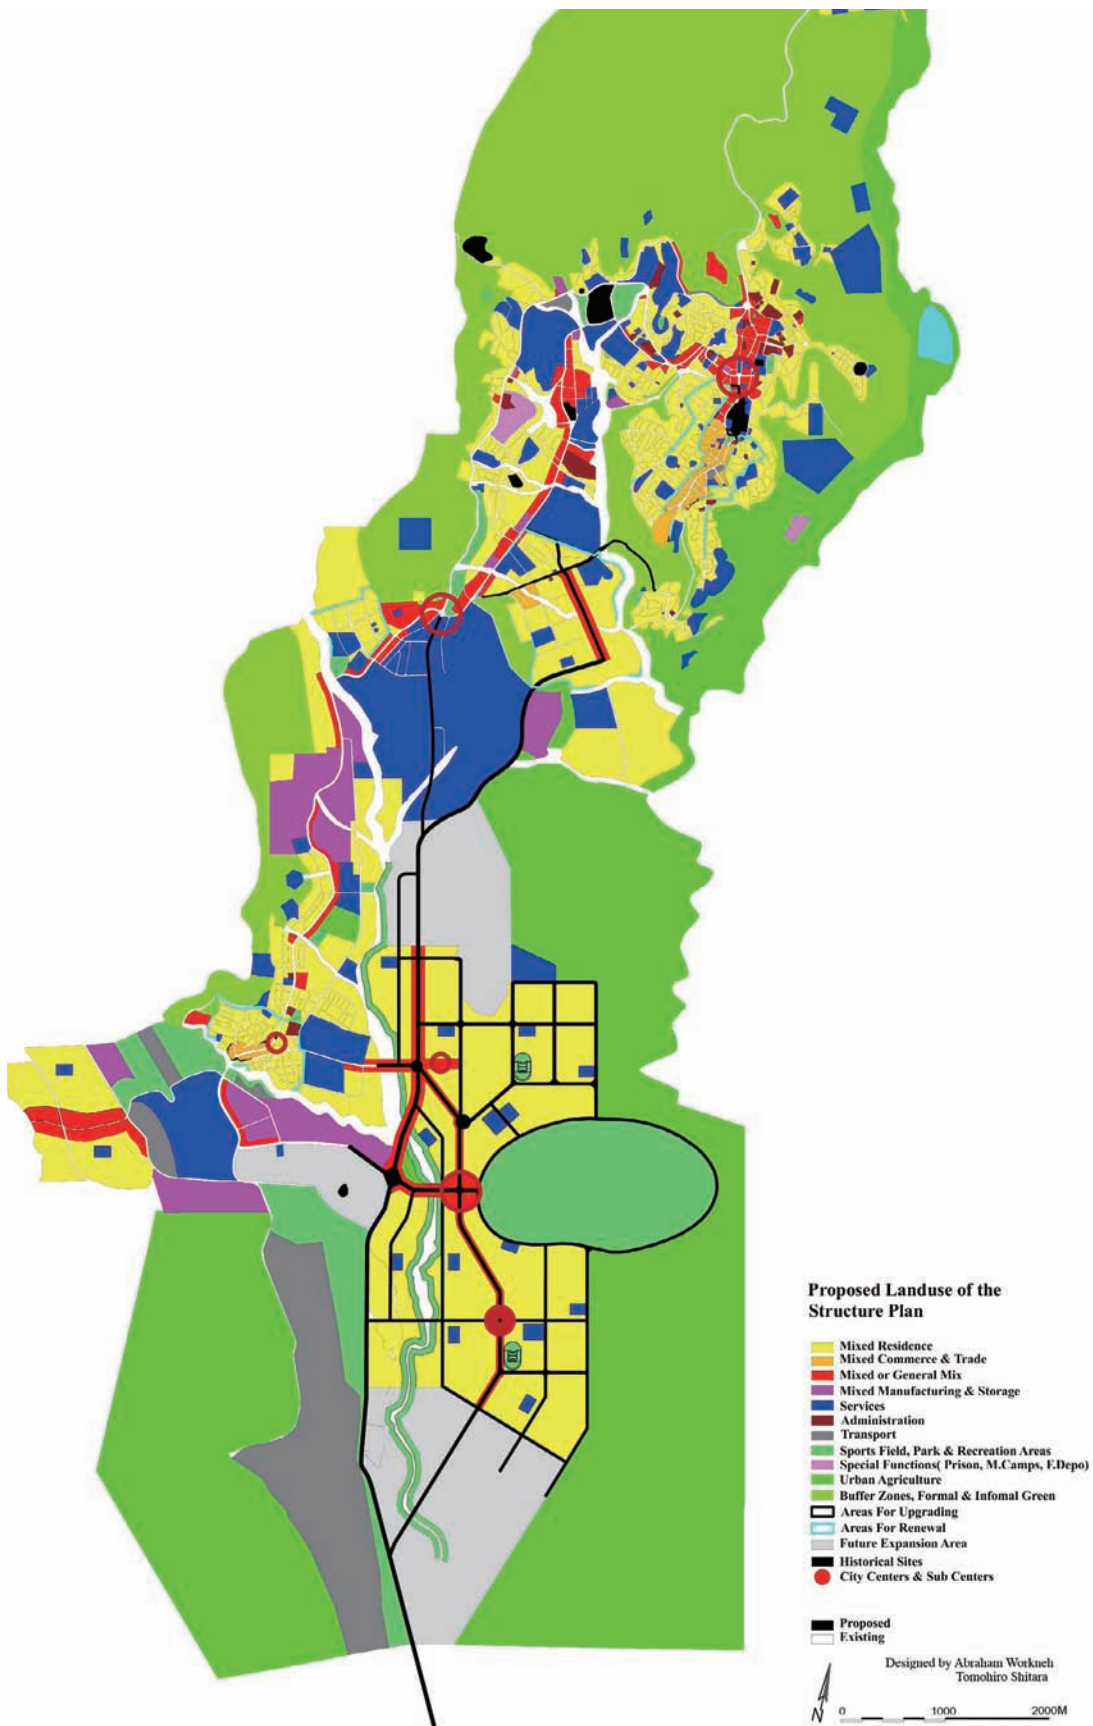 Proposed Landuse of the
Structure Plan
Mixed Residence
Mixed Commerce & Trade
Mixed or General Mix
Mixed Manufacturing & Storage
Services
Administration
Transport
Sports Field, Park & Recreation Areas
Special Functions( Prison, M.Camps, F.Depo)
Urban Agriculture
Buffer Zones, Formal & Infomal Green
Areas For Upgrading
Areas For Renewal
Future Expansion Area
Historical Sites
City Centers & Sub Centers
Proposed
Existing
Designed by Abraham Workneh
Tomohiro Shitara
N 0 1000 2000M